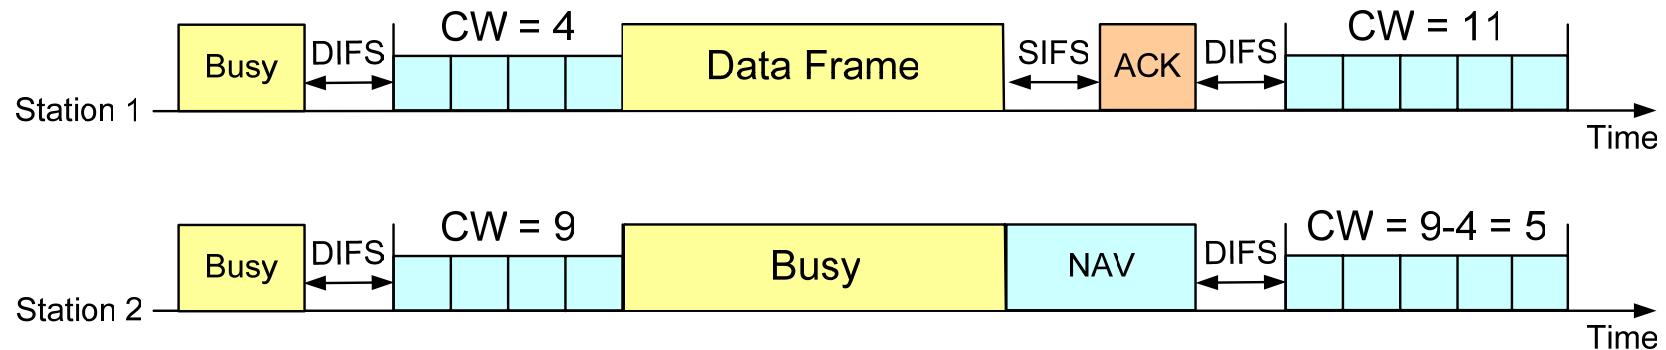 CW = 4
CW = 11
Busy
DIFS
Data Frame
SIFS
ACK
DIFS
Station 1
Time
CW = 9
CW = 9-4 = 5
Busy
DIFS
Busy
NAV
DIFS
Station 2
Time